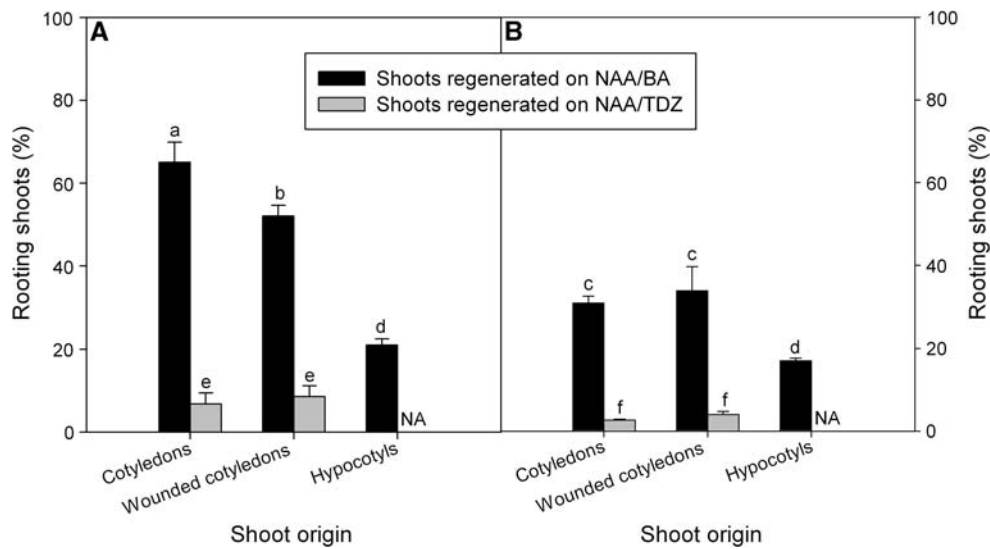 A
B
Shoots regenerated on NAA/BA
Shoots regenerated on NAA/TDZ
Rooting shoots (%)
100
80
60
40
20
0
a
b
d
e
e
NA
Cotyledons
Wounded cotyledons
Hypocotyls
Shoot origin
c
c
d
f
f
NA
Cotyledons
Wounded cotyledons
Hypocotyls
Shoot origin
100
80
60
40
20
0
Rooting shoots (%)